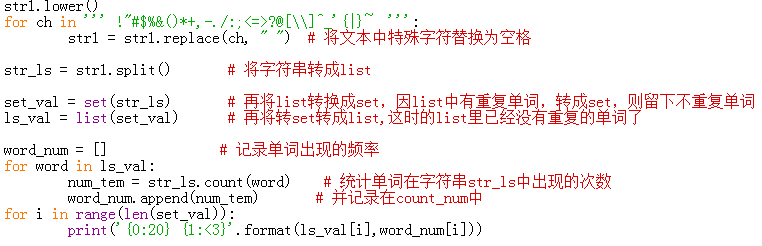 str1.lower()
for ch in ''' !"#$%&()*+,-./:;<=>?@[\\]^_'{|}~ ''':
        str1 = str1.replace(ch, " ")  # 将文本中特殊字符替换为空格
str_ls = str1.split()        # 将字符串转成list
set_val = set(str_ls)        # 再将list转换成set，因list中有重复单词，转成set，则留下不重复单词
ls_val = list(set_val)       # 再将转set转成list,这时的list里已经没有重复的单词了
word_num = []                # 记录单词出现的频率
for word in ls_val:
        num_tem = str_ls.count(word)    # 统计单词在字符串str_ls中出现的次数
        word_num.append(num_tem)        # 并记录在count_num中
for i in range(len(set_val)):
        print('{0:20} {1:<3}'.format(ls_val[i],word_num[i]))